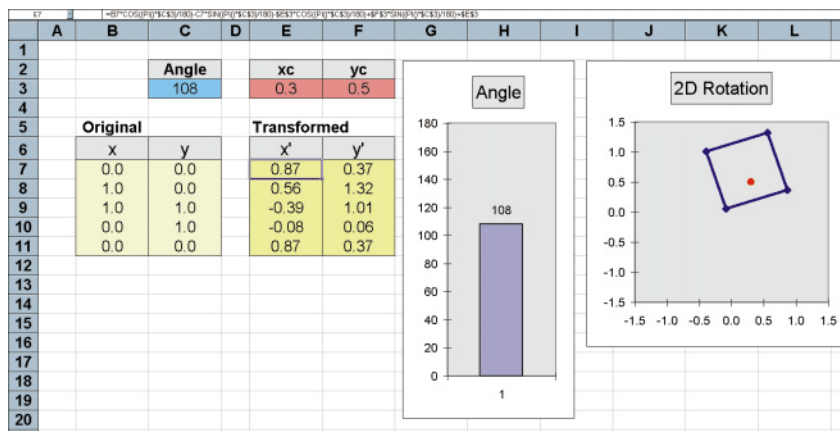 E7 =B7*COS((PI()*$C$3)/180)-C7*SIN((PI()*$C$3)/180)-$E$3*COS((PI()*$C$3)/180)+$F$3*SIN((PI()*$C$3)/180)+$E$3
A B C D E F G H I J K L
1
2 Angle xc yc
3 108 0.3 0.5
4
5 Original Transformed
6 x y x' y'
7 0.0 0.0 0.87 0.37
8 1.0 0.0 0.56 1.32
9 1.0 1.0 -0.39 1.01
10 0.0 1.0 -0.08 0.06
11 0.0 0.0 0.87 0.37
12
13
14
15
16
17
18
19
20
Angle
180
160
140
120
108
100
80
60
40
20
0
1
2D Rotation
1.5
1.0
0.5
0.0
-0.5
-1.0
-1.5
-1.5 -1.0 -0.5 0.0 0.5 1.0 1.5